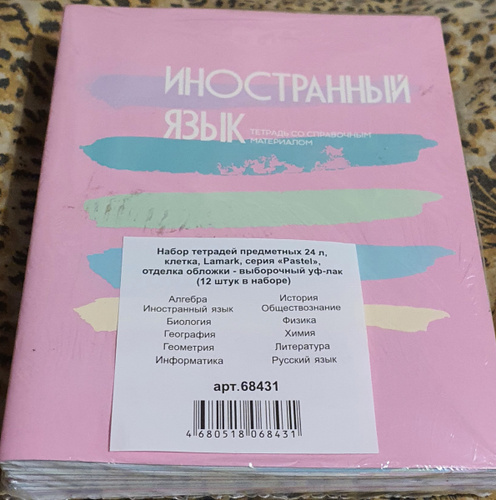 ИНОСТРАННЫЙ
ЯЗЫК
ТЕТРАДЬ СО СПРАВОЧНЫМ
МАТЕРИАЛОМ
Набор тетрадей предметных 24 л,
клетка, Lamark, серия «Pastel»,
отделка обложки - выборочный уф-лак
(12 штук в наборе)
Алгебра История
Иностранный язык Обществознание
Биология Физика
География Химия
Геометрия Литература
Информатика Русский язык
арт.68431
4 680518 068431